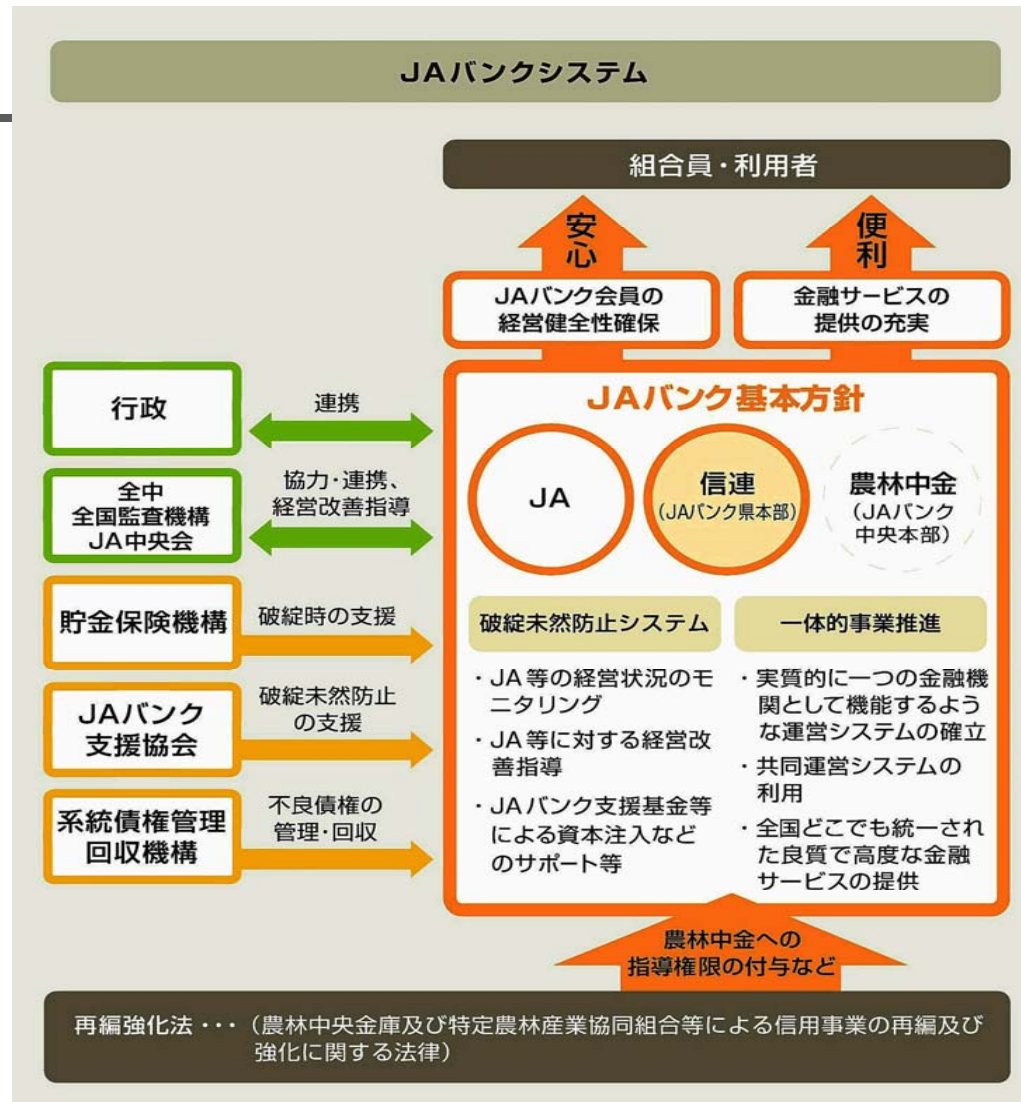 JAバンクシステム
組合員・利用者
安心
便利
JAバンク会員の
経営健全性確保
金融サービスの
提供の充実
行政
連携
全中
全国監査機構
JA中央会
協力・連携、
経営改善指導
貯金保険機構
破綻時の支援
JAバンク
支援協会
破綻未然防止
の支援
系統債権管理
回収機構
不良債権の
管理・回収
JAバンク基本方針
JA
信連
(JAバンク県本部)
農林中金
(JAバンク
中央本部)
破綻未然防止システム
・JA等の経営状況のモ
ニタリング
・JA等に対する経営改
善指導
・JAバンク支援基金等
による資本注入など
のサポート等
一体的事業推進
・実質的に一つの金融機
関として機能するよう
な運営システムの確立
・共同運営システムの
利用
・全国どこでも統一され
た良質で高度な金融
サービスの提供
農林中金への
指導権限の付与など
再編強化法・・・(農林中央金庫及び特定農林産業協同組合等による信用事業の再編及び
強化に関する法律)